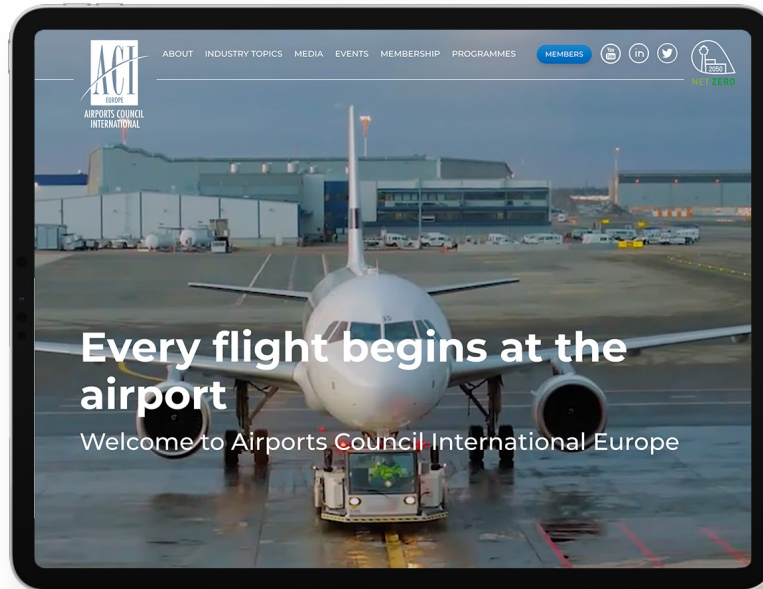 ABOUT INDUSTRY TOPICS MEDIA EVENTS MEMBERSHIP PROGRAMMES MEMBERS You Tube in
ACI
EUROPE
AIRPORTS COUNCIL
INTERNATIONAL
2050
NET ZERO
Every flight begins at the
airport
Welcome to Airports Council International Europe